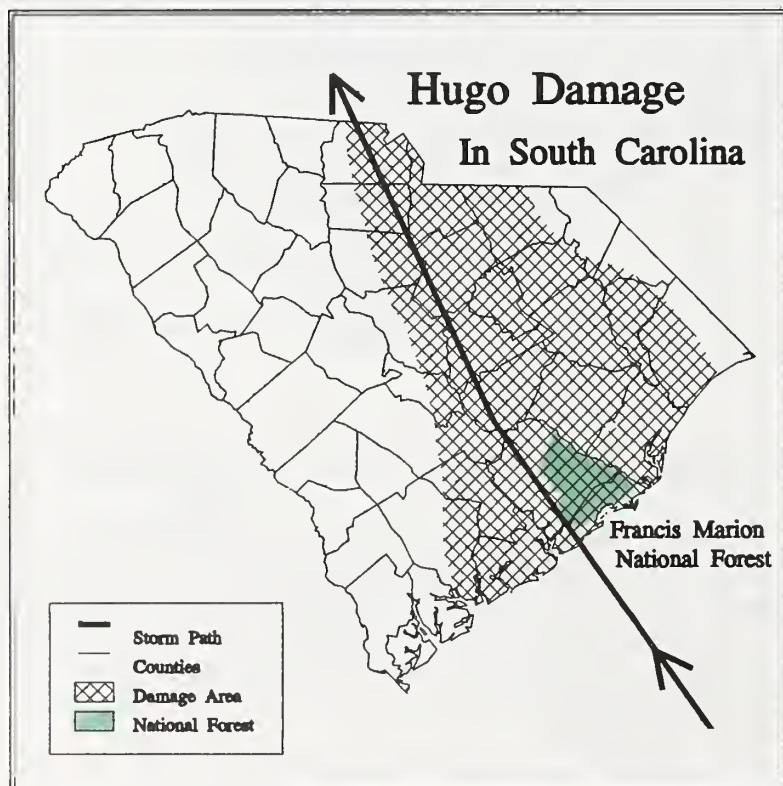 Hugo Damage
In South Carolina
Francis Marion
National Forest
Storm Path
Counties
Damage Area
National Forest